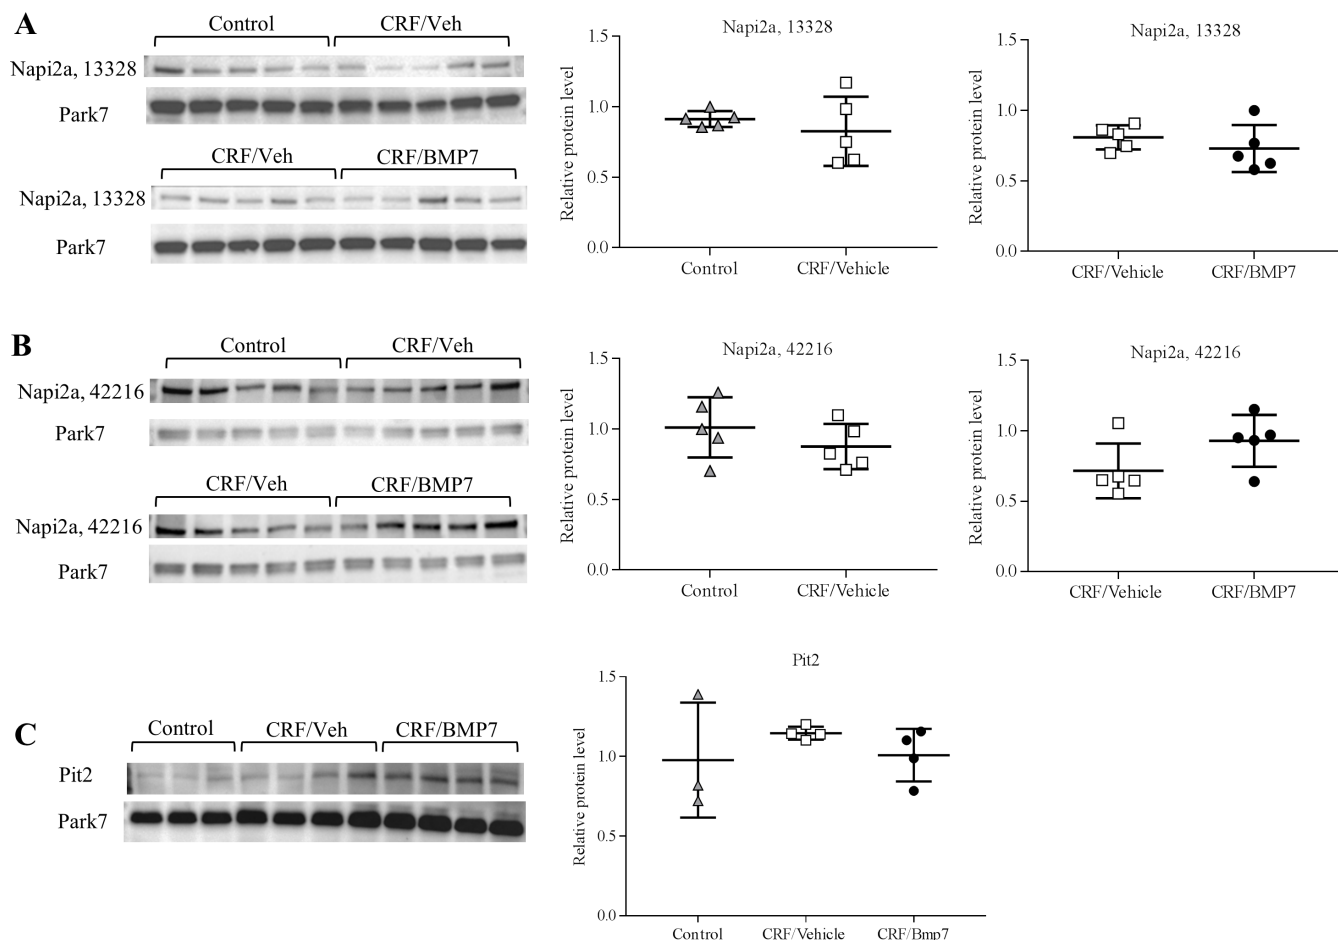 A
Control CRF/Veh
Napi2a, 13328
Park7
CRF/Veh CRF/BMP7
Napi2a, 13328
Park7
Napi2a, 13328
Relative protein level
1.5
1.0
0.5
0.0
Control CRF/Vehicle
Napi2a, 13328
Relative protein level
1.5
1.0
0.5
0.0
CRF/Vehicle CRF/BMP7
B
Control CRF/Veh
Napi2a, 42216
Park7
CRF/Veh CRF/BMP7
Napi2a, 42216
Park7
Napi2a, 42216
Relative protein level
1.5
1.0
0.5
0.0
Control CRF/Vehicle
Napi2a, 42216
Relative protein level
1.5
1.0
0.5
0.0
CRF/Vehicle CRF/BMP7
C
Control CRF/Veh CRF/BMP7
Pit2
Park7
Pit2
Relative protein level
1.5
1.0
0.5
0.0
Control CRF/Vehicle CRF/Bmp7